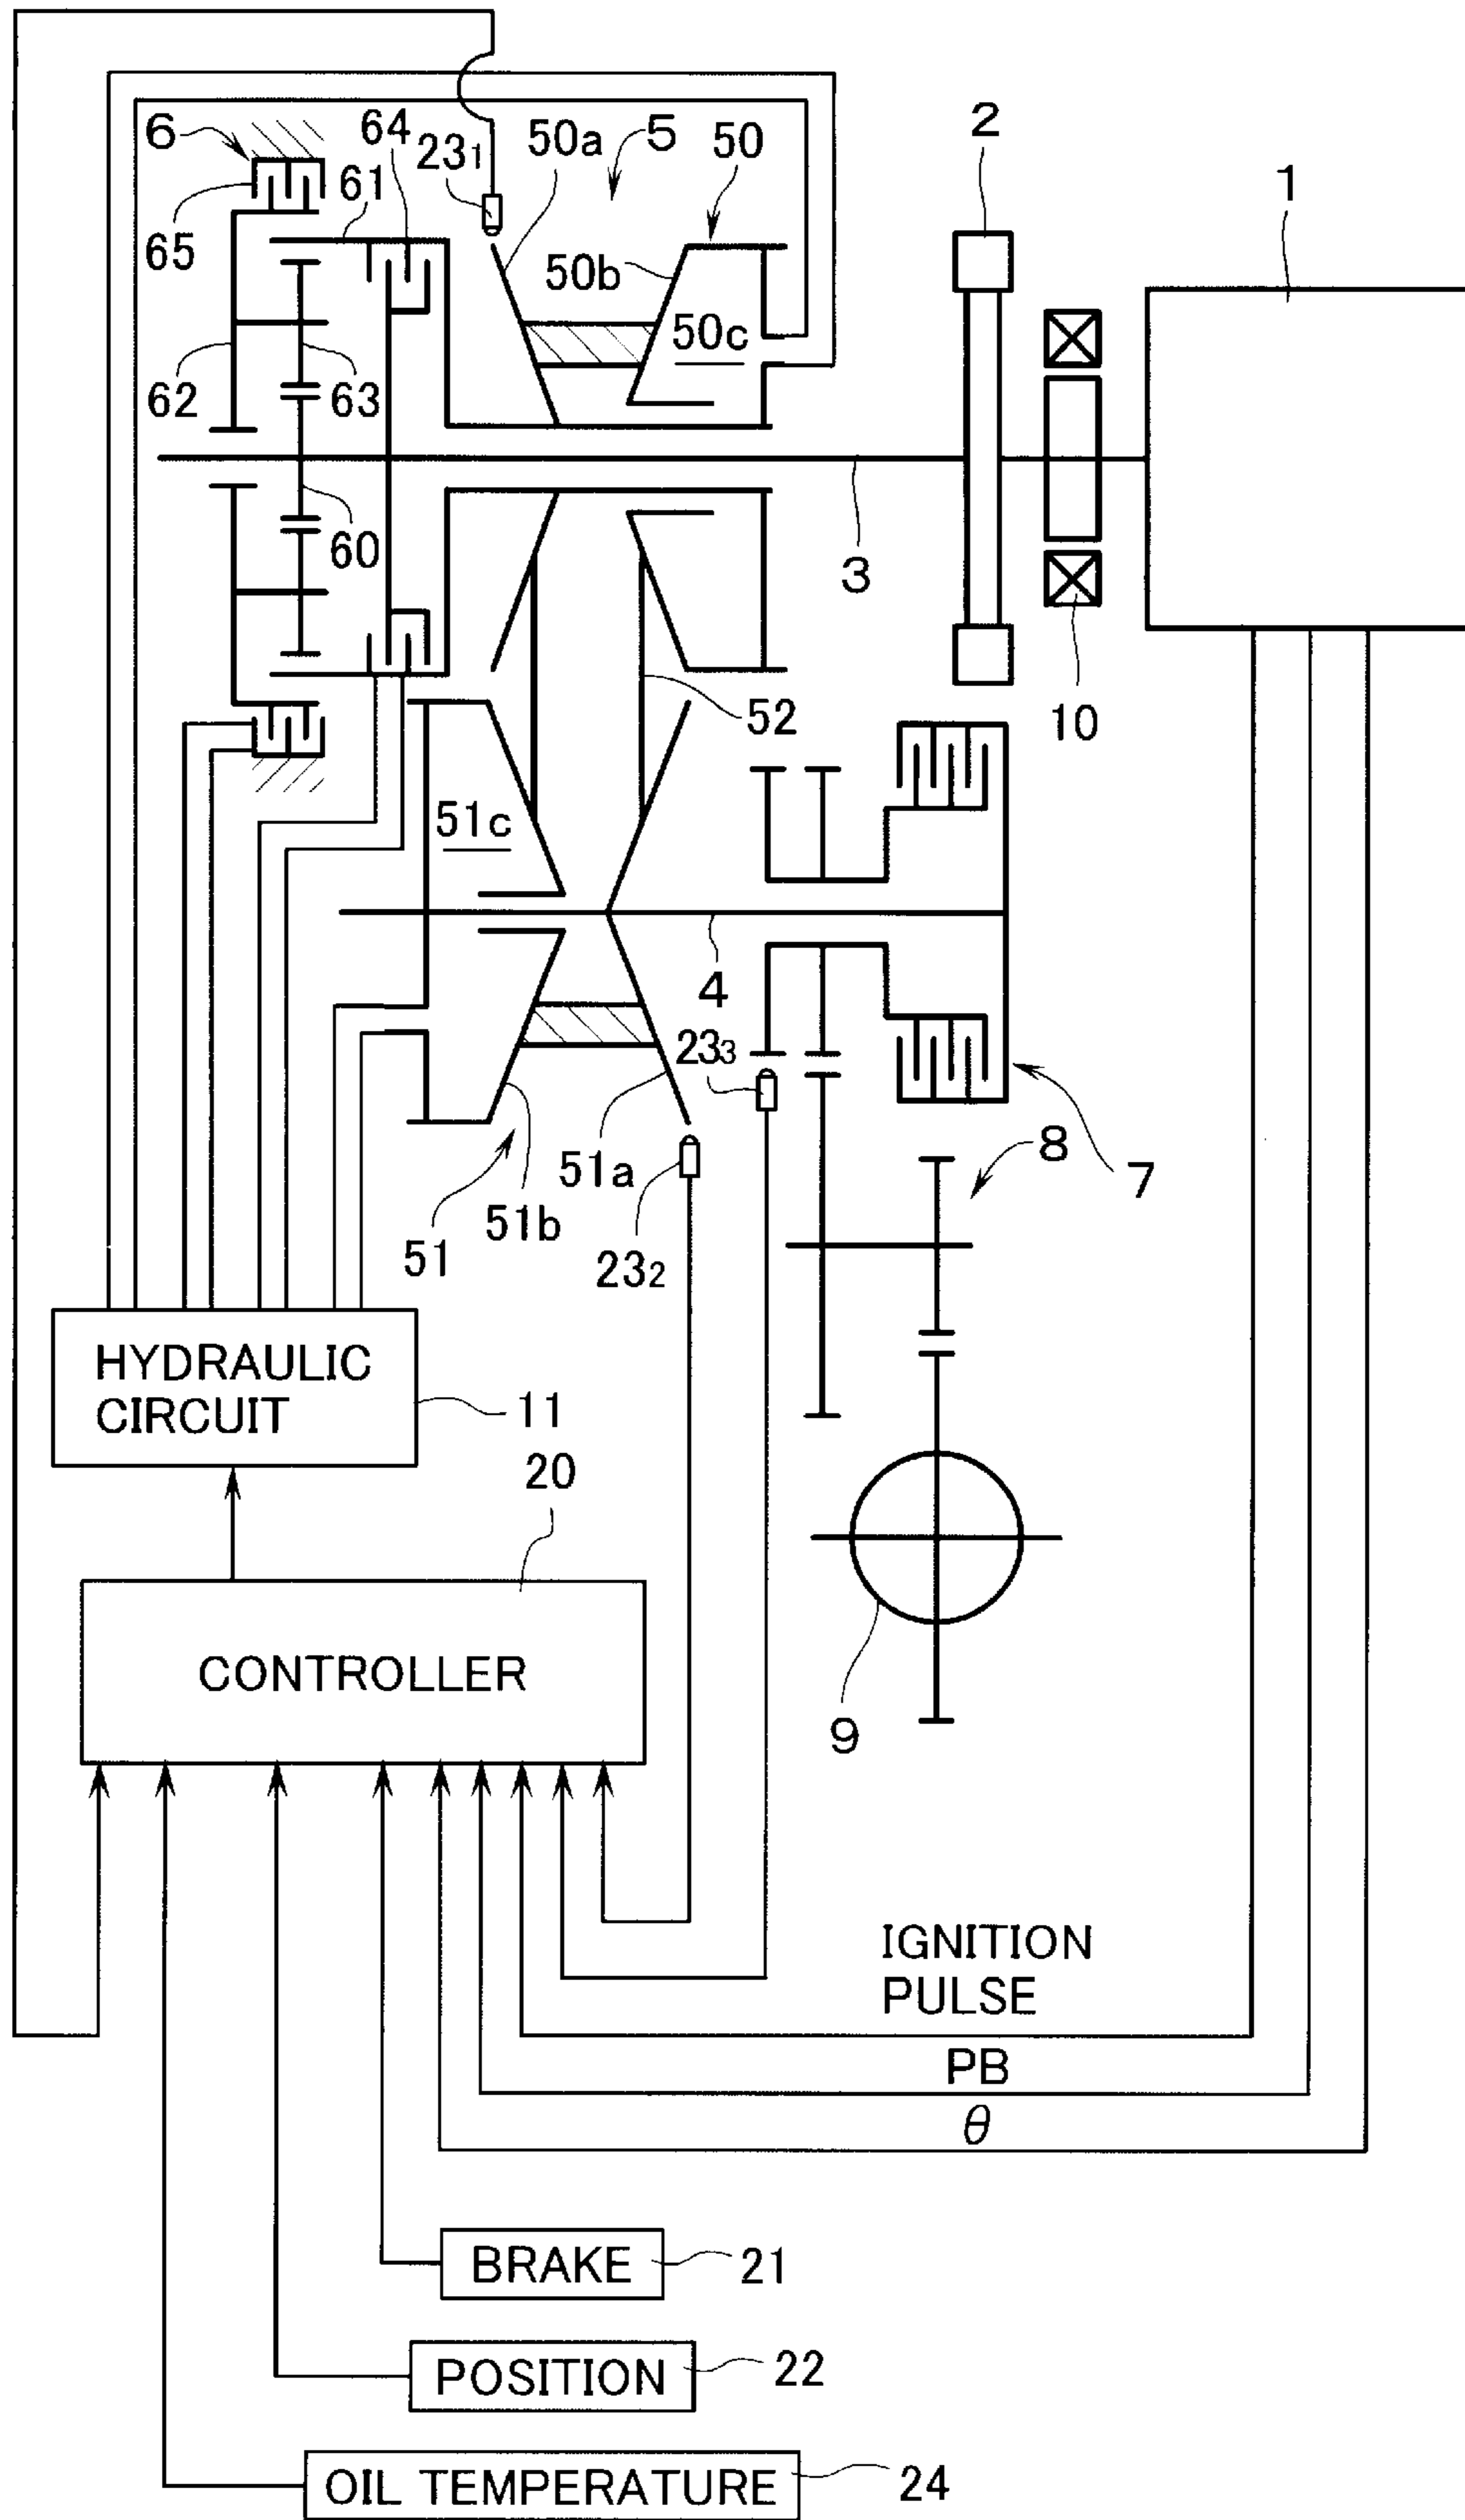 2
1
6
64
23₁
50a
5
50
61
65
50b
50c
62
63
60
3
52
10
51c
4
23₃
51a
51b
51
23₂
8
7
HYDRAULIC
CIRCUIT
11
20
CONTROLLER
9
IGNITION
PULSE
PB
θ
BRAKE
21
POSITION
22
OIL TEMPERATURE
24